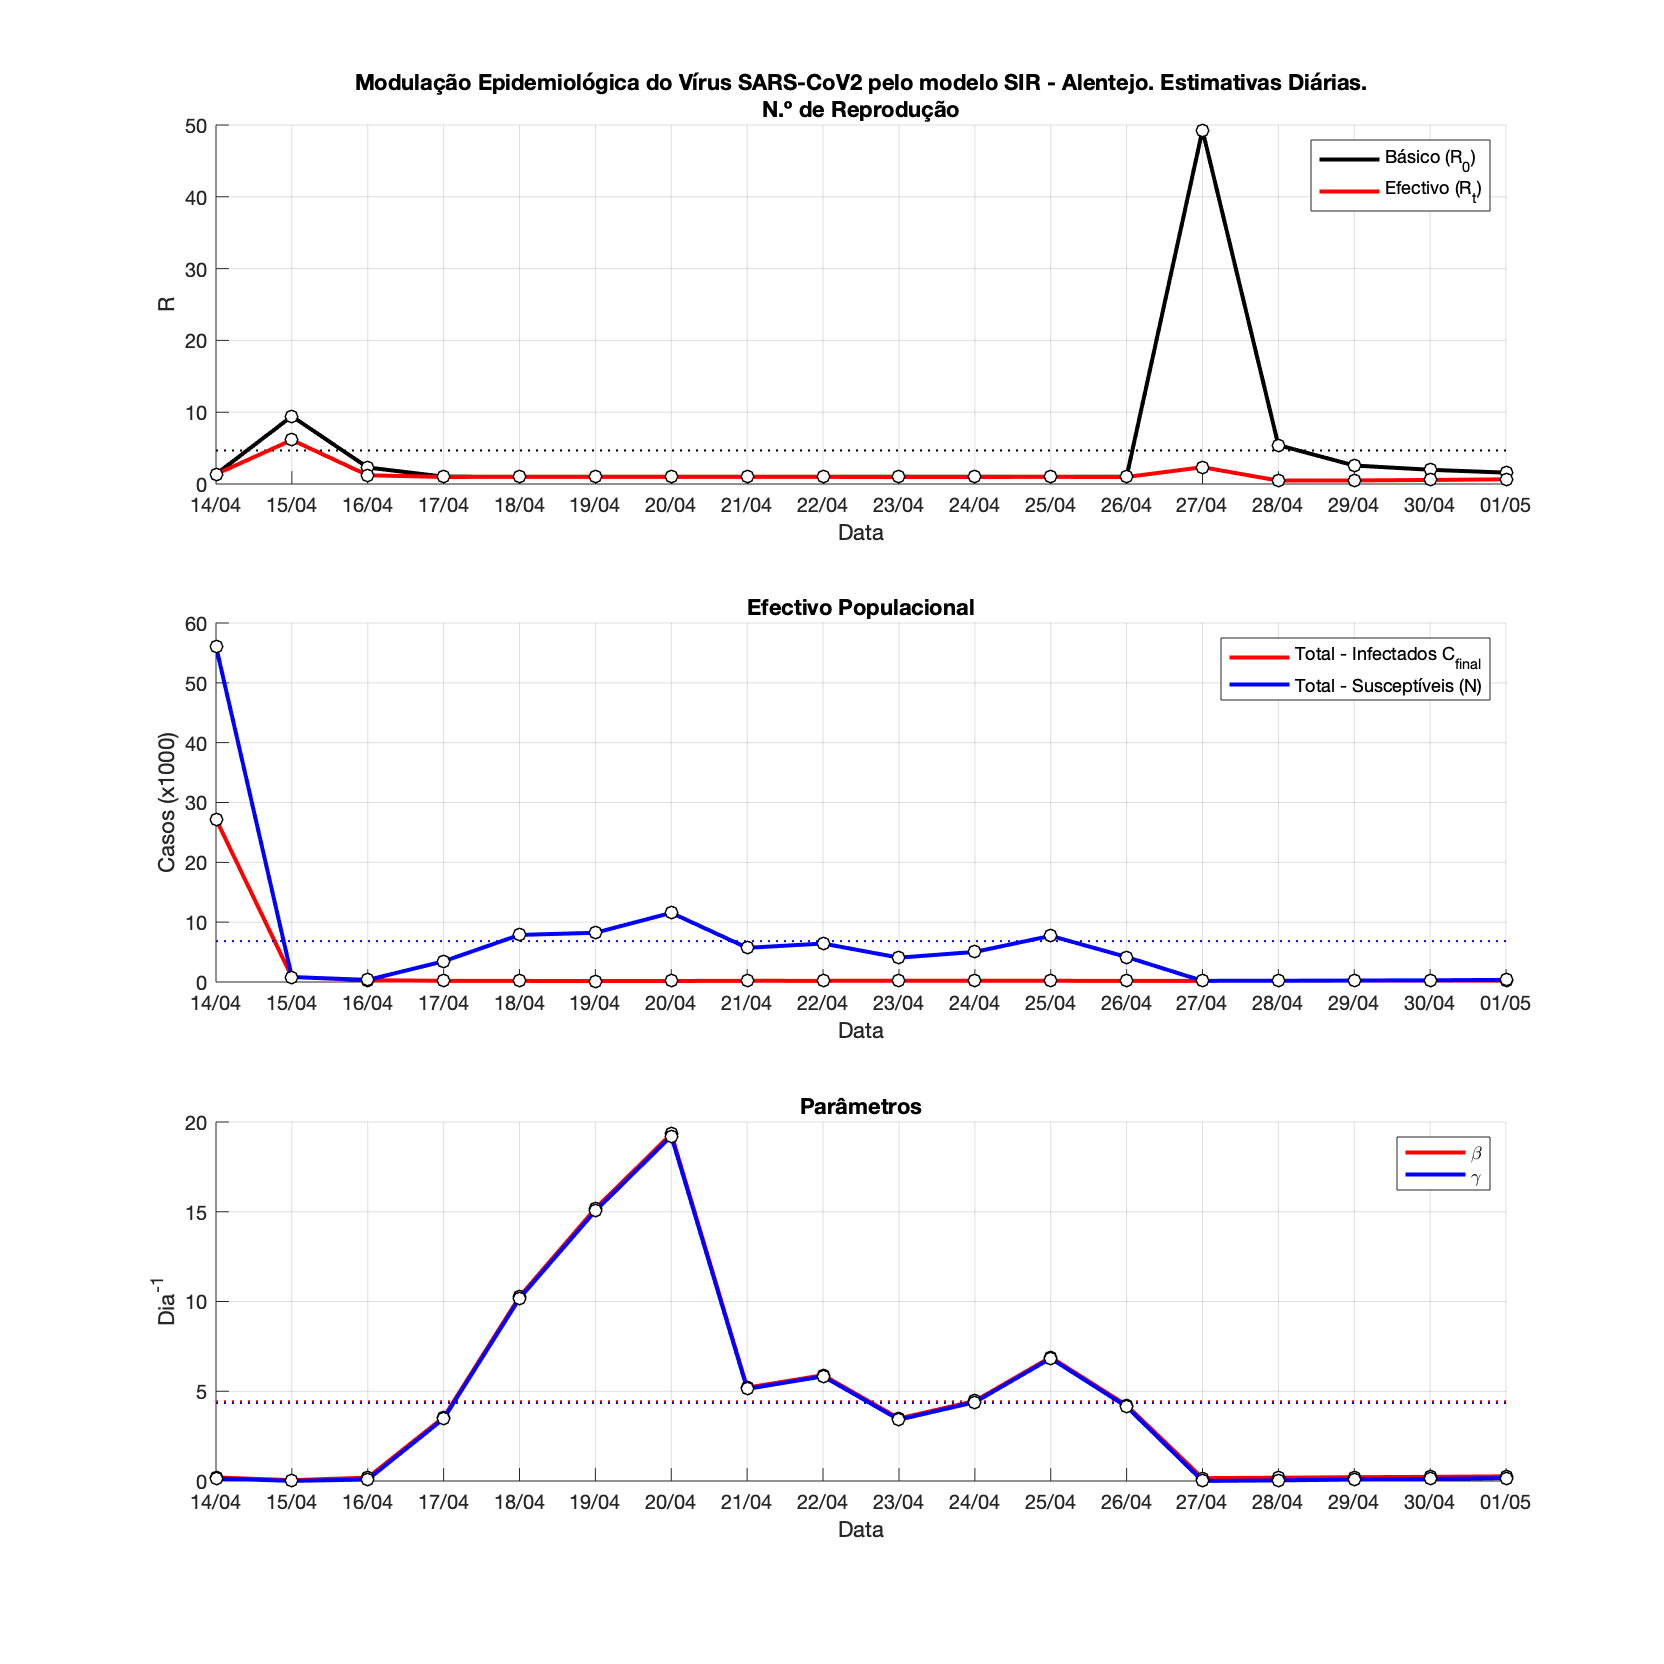 Modulação Epidemiológica do Vírus SARS-CoV2 pelo modelo SIR - Alentejo. Estimativas Diárias.
N.º de Reprodução
50
40
30
20
10
0
R
Básico (R0)
Efectivo (Rt)
14/04 15/04 16/04 17/04 18/04 19/04 20/04 21/04 22/04 23/04 24/04 25/04 26/04 27/04 28/04 29/04 30/04 01/05
Data
Efectivo Populacional
60
50
40
30
20
10
0
Casos (x1000)
Total - Infectados Cfinal
Total - Susceptíveis (N)
14/04 15/04 16/04 17/04 18/04 19/04 20/04 21/04 22/04 23/04 24/04 25/04 26/04 27/04 28/04 29/04 30/04 01/05
Data
Parâmetros
20
15
10
5
0
Dia-1
β
γ
14/04 15/04 16/04 17/04 18/04 19/04 20/04 21/04 22/04 23/04 24/04 25/04 26/04 27/04 28/04 29/04 30/04 01/05
Data